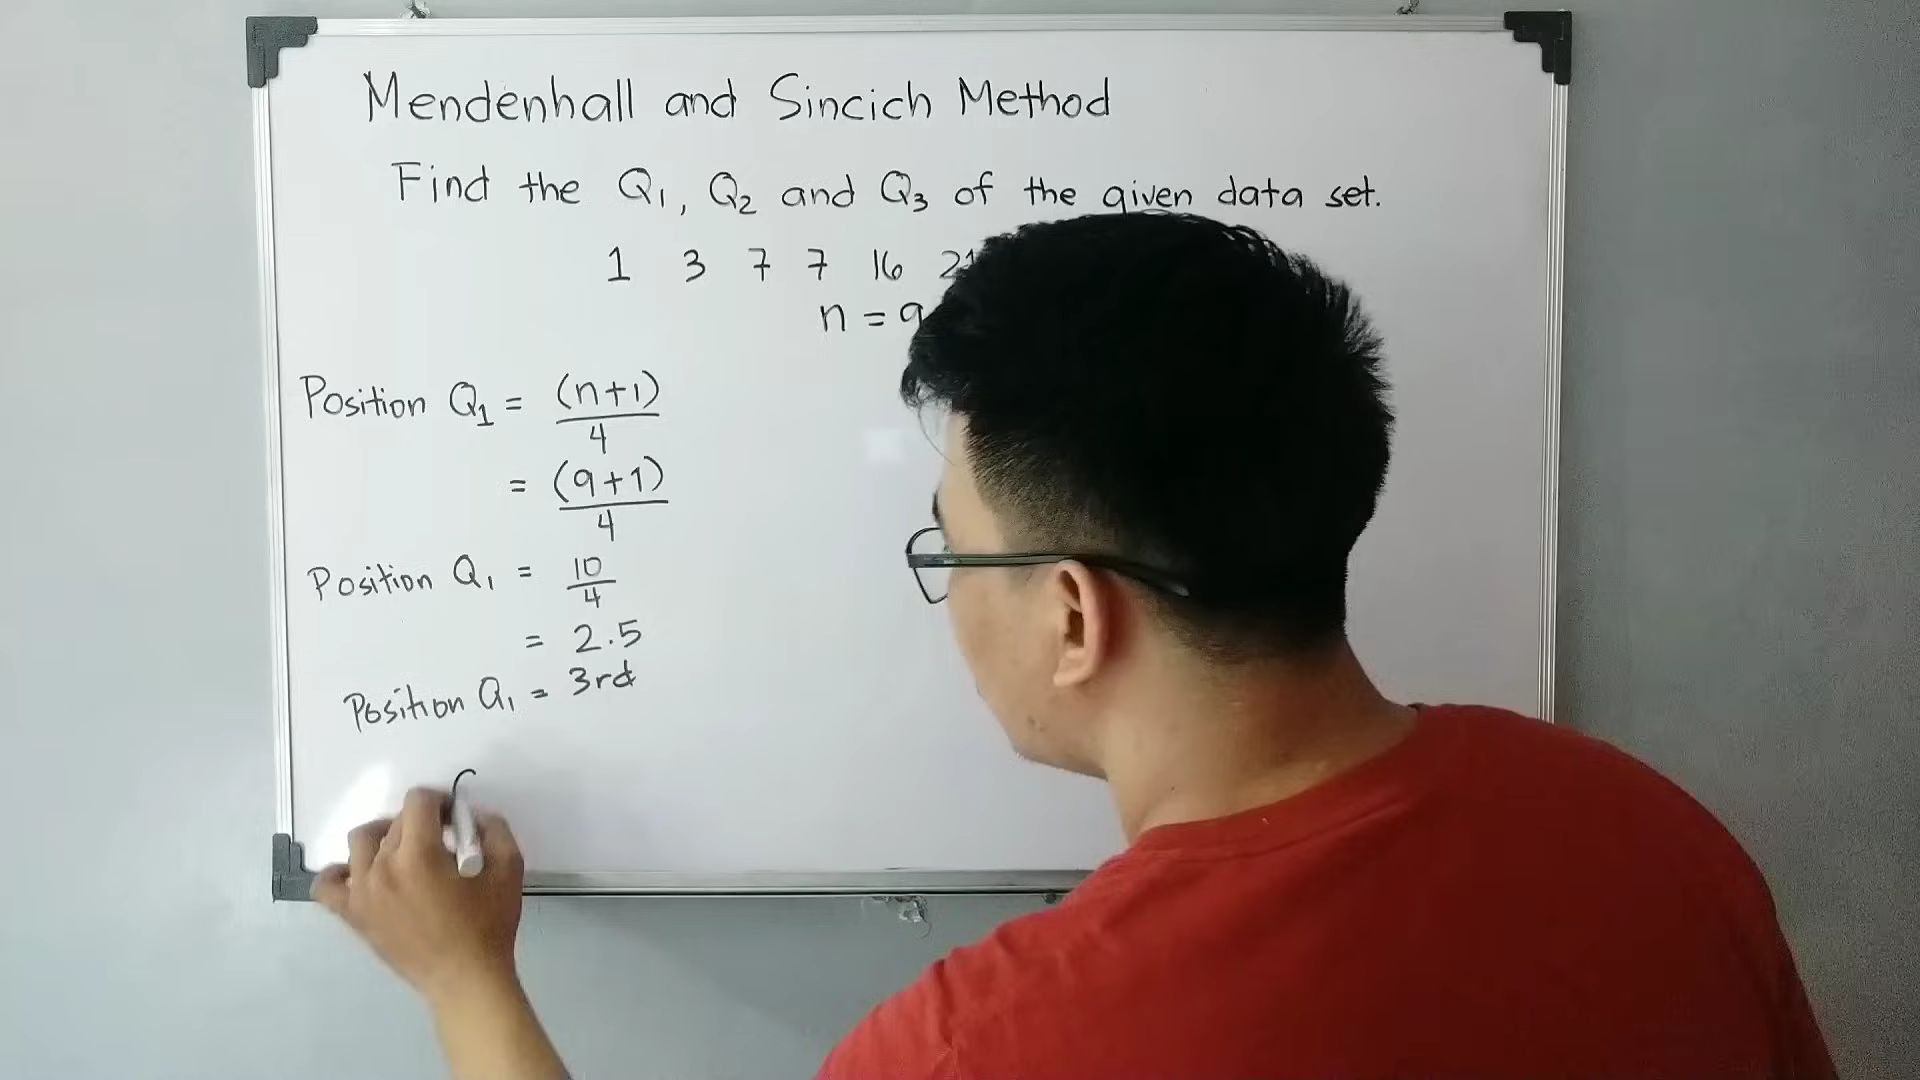 Mendenhall and Sincich Method
Find the Q1, Q2 and Q3 of the given data set.
1 3 7 7 16 21
n = 9
Position Q1 = (n+1)
4
= (9+1)
4
Position Q1 = 10
4
= 2.5
Position Q1 = 3rd